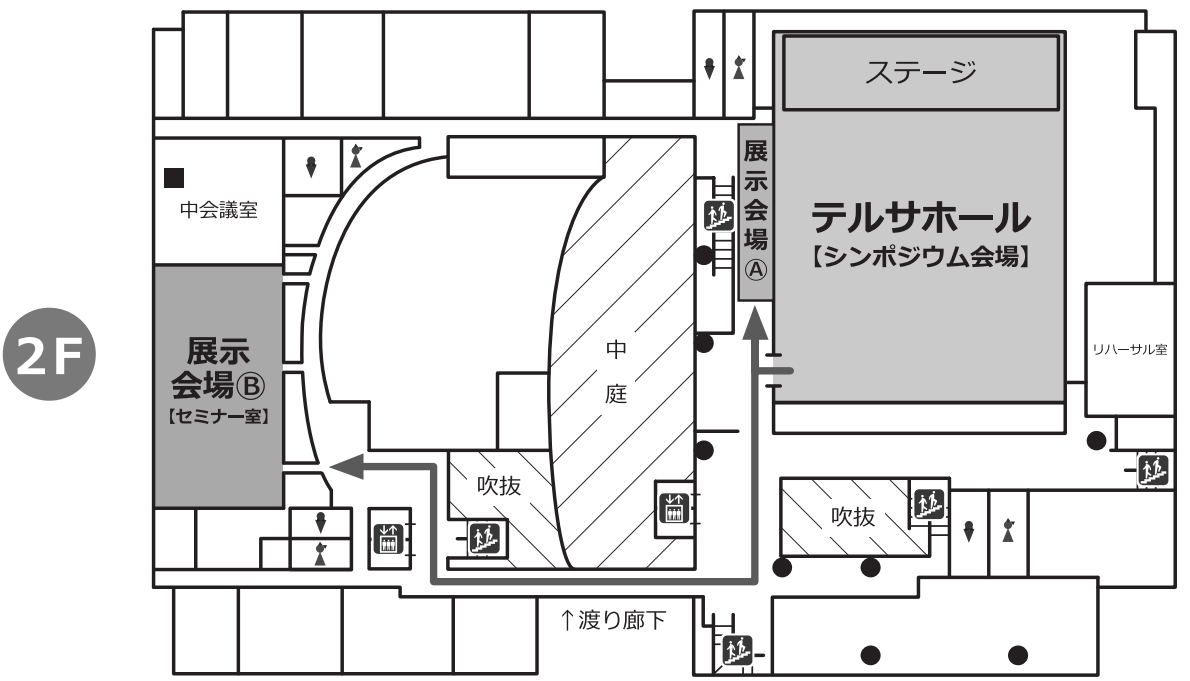 2F
ステージ
展示会場Ⓐ
テルサホール
【シンポジウム会場】
中会議室
展示
会場Ⓑ
【セミナー室】
中庭
リハーサル室
吹抜
吹抜
↑渡り廊下